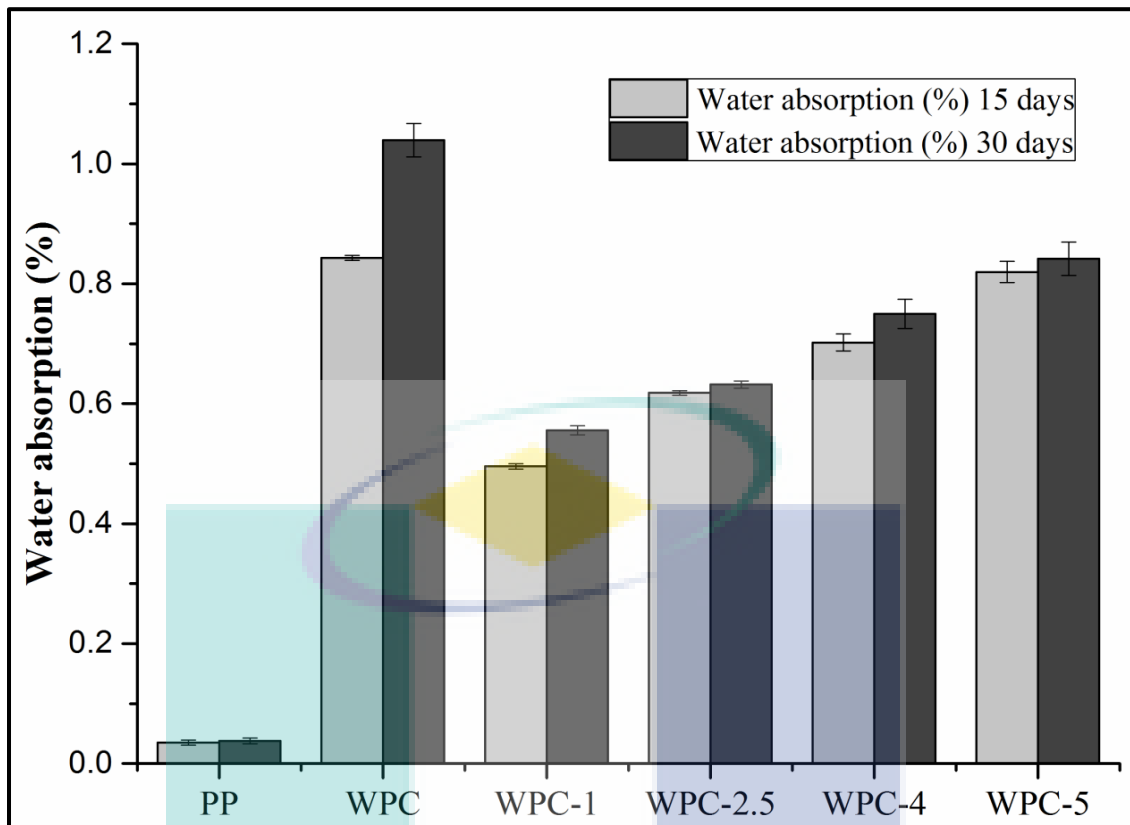 1.2
Water absorption (%) 15 days
Water absorption (%) 30 days
1.0
0.8
0.6
0.4
0.2
0.0
Water absorption (%)
PP WPC WPC-1 WPC-2.5 WPC-4 WPC-5